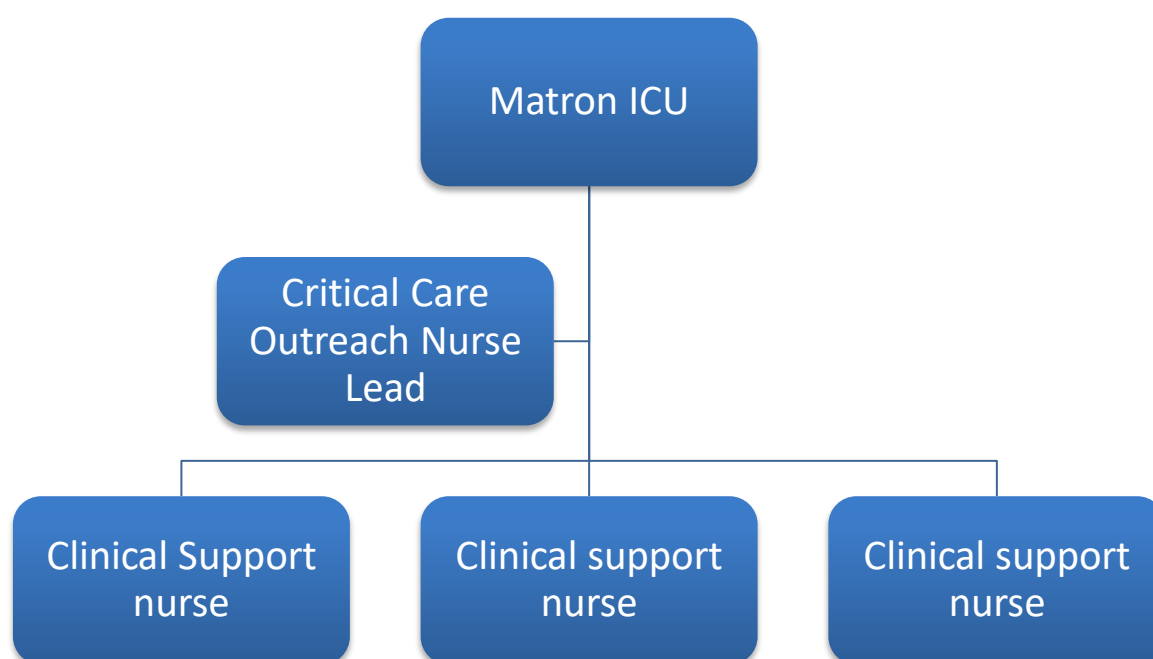 Matron ICU
Critical Care
Outreach Nurse
Lead
Clinical Support
nurse
Clinical support
nurse
Clinical support
nurse